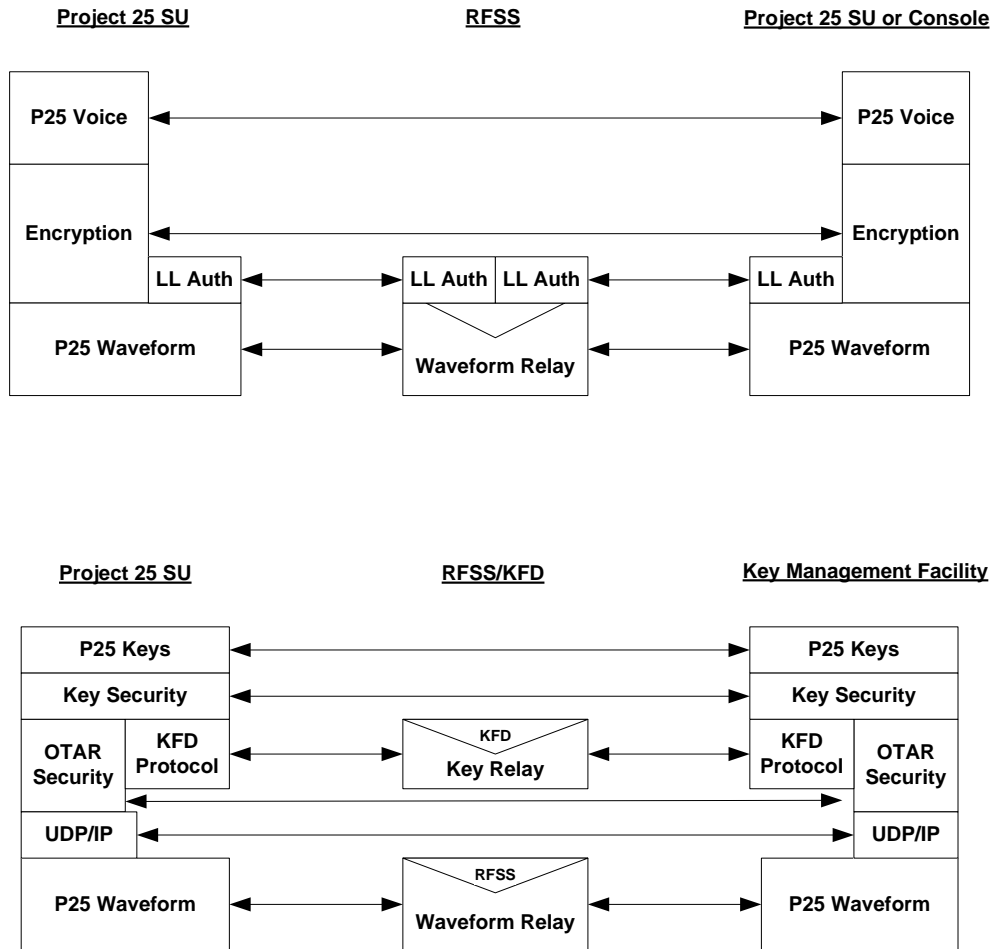 Project 25 SU
RFSS
Project 25 SU or Console
P25 Voice
P25 Voice
Encryption
Encryption
LL Auth
LL Auth
LL Auth
LL Auth
P25 Waveform
Waveform Relay
P25 Waveform
Project 25 SU
RFSS/KFD
Key Management Facility
P25 Keys
P25 Keys
Key Security
Key Security
OTAR
Security
KFD
Protocol
KFD
Key Relay
KFD
Protocol
OTAR
Security
UDP/IP
UDP/IP
P25 Waveform
RFSS
Waveform Relay
P25 Waveform